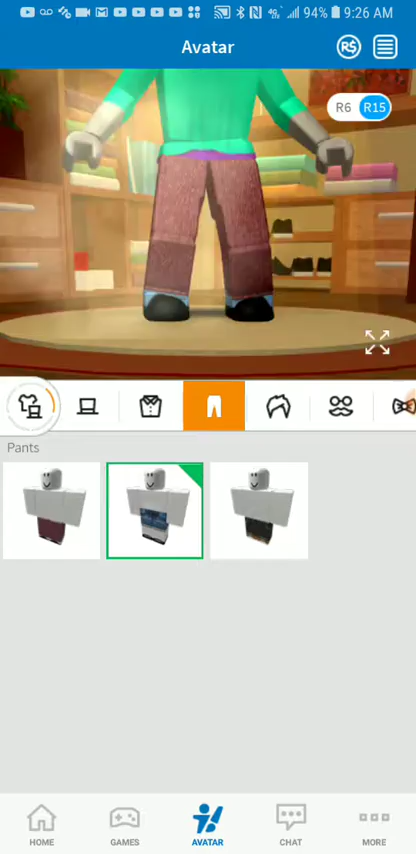 94% 9:26 AM
Avatar
R$
R6 R15
Pants
HOME GAMES AVATAR CHAT MORE